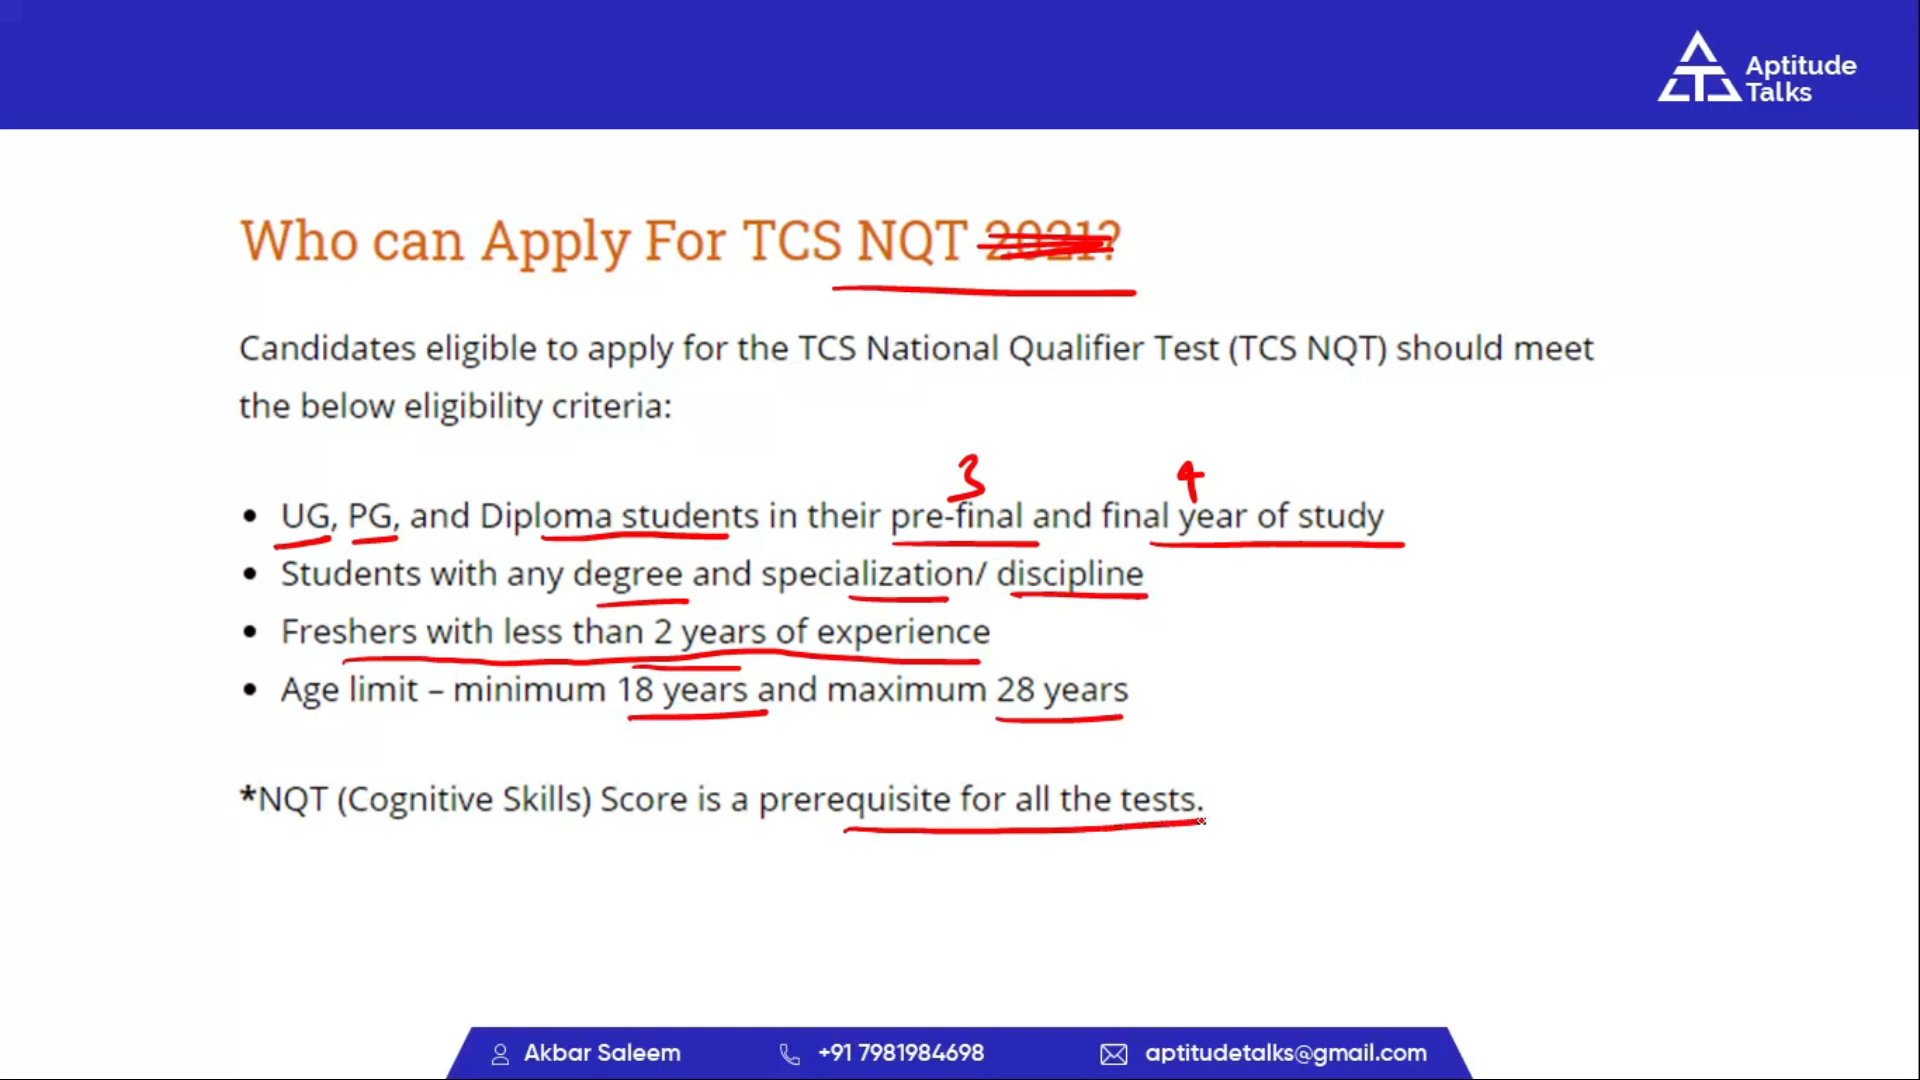 Aptitude
Talks
Who can Apply For TCS NQT 2021?
Candidates eligible to apply for the TCS National Qualifier Test (TCS NQT) should meet
the below eligibility criteria:
3 4
• UG, PG, and Diploma students in their pre-final and final year of study
• Students with any degree and specialization/ discipline
• Freshers with less than 2 years of experience
• Age limit – minimum 18 years and maximum 28 years
*NQT (Cognitive Skills) Score is a prerequisite for all the tests.
Akbar Saleem +91 7981984698 aptitudetalks@gmail.com